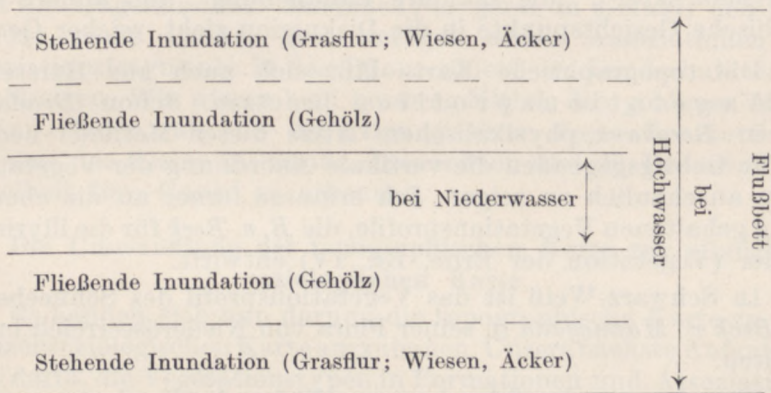 Stehende Inundation (Grasflur; Wiesen, Äcker)
Fließende Inundation (Gehölz)
bei Niederwasser
Fließende Inundation (Gehölz)
Stehende Inundation (Grasflur; Wiesen, Äcker)
Flußbett
bei
Hochwasser